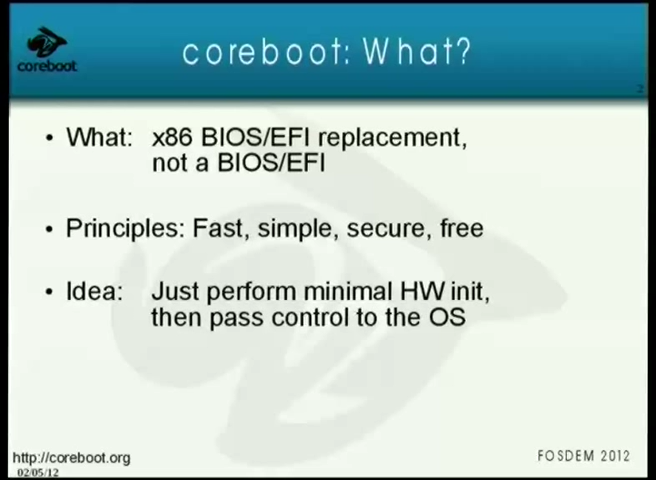 coreboot
coreboot: What?
2
• What: x86 BIOS/EFI replacement,
not a BIOS/EFI
• Principles: Fast, simple, secure, free
• Idea: Just perform minimal HW init,
then pass control to the OS
http://coreboot.org
02/05/12
FOSDEM 2012